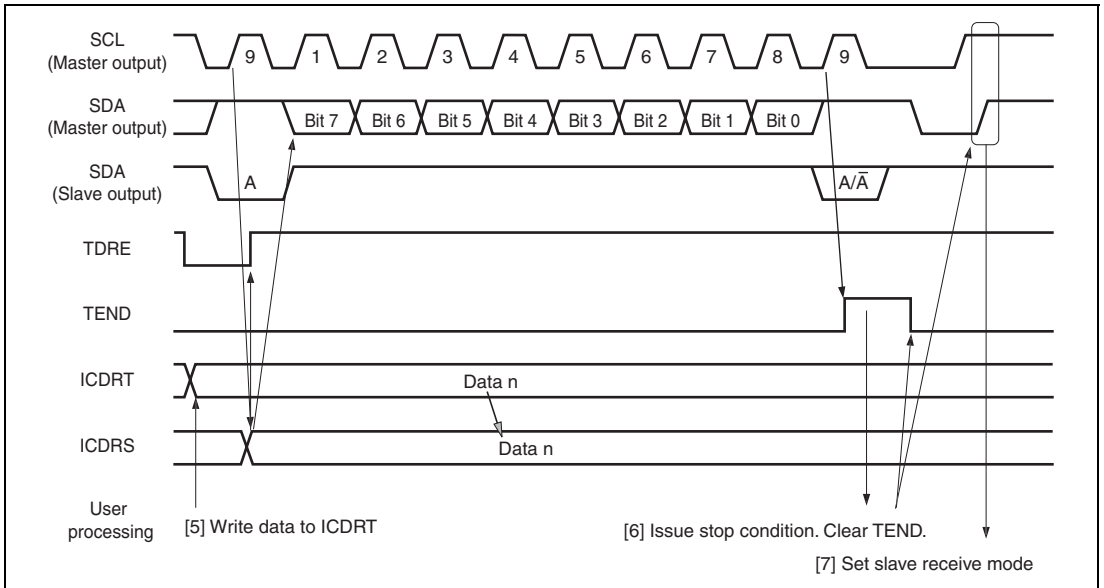 SCL
(Master output)
9 1 2 3 4 5 6 7 8 9
SDA
(Master output)
Bit 7 Bit 6 Bit 5 Bit 4 Bit 3 Bit 2 Bit 1 Bit 0
SDA
(Slave output)
A A/A̅
TDRE
TEND
ICDRT
Data n
ICDRS
Data n
User
processing
[5] Write data to ICDRT
[6] Issue stop condition. Clear TEND.
[7] Set slave receive mode